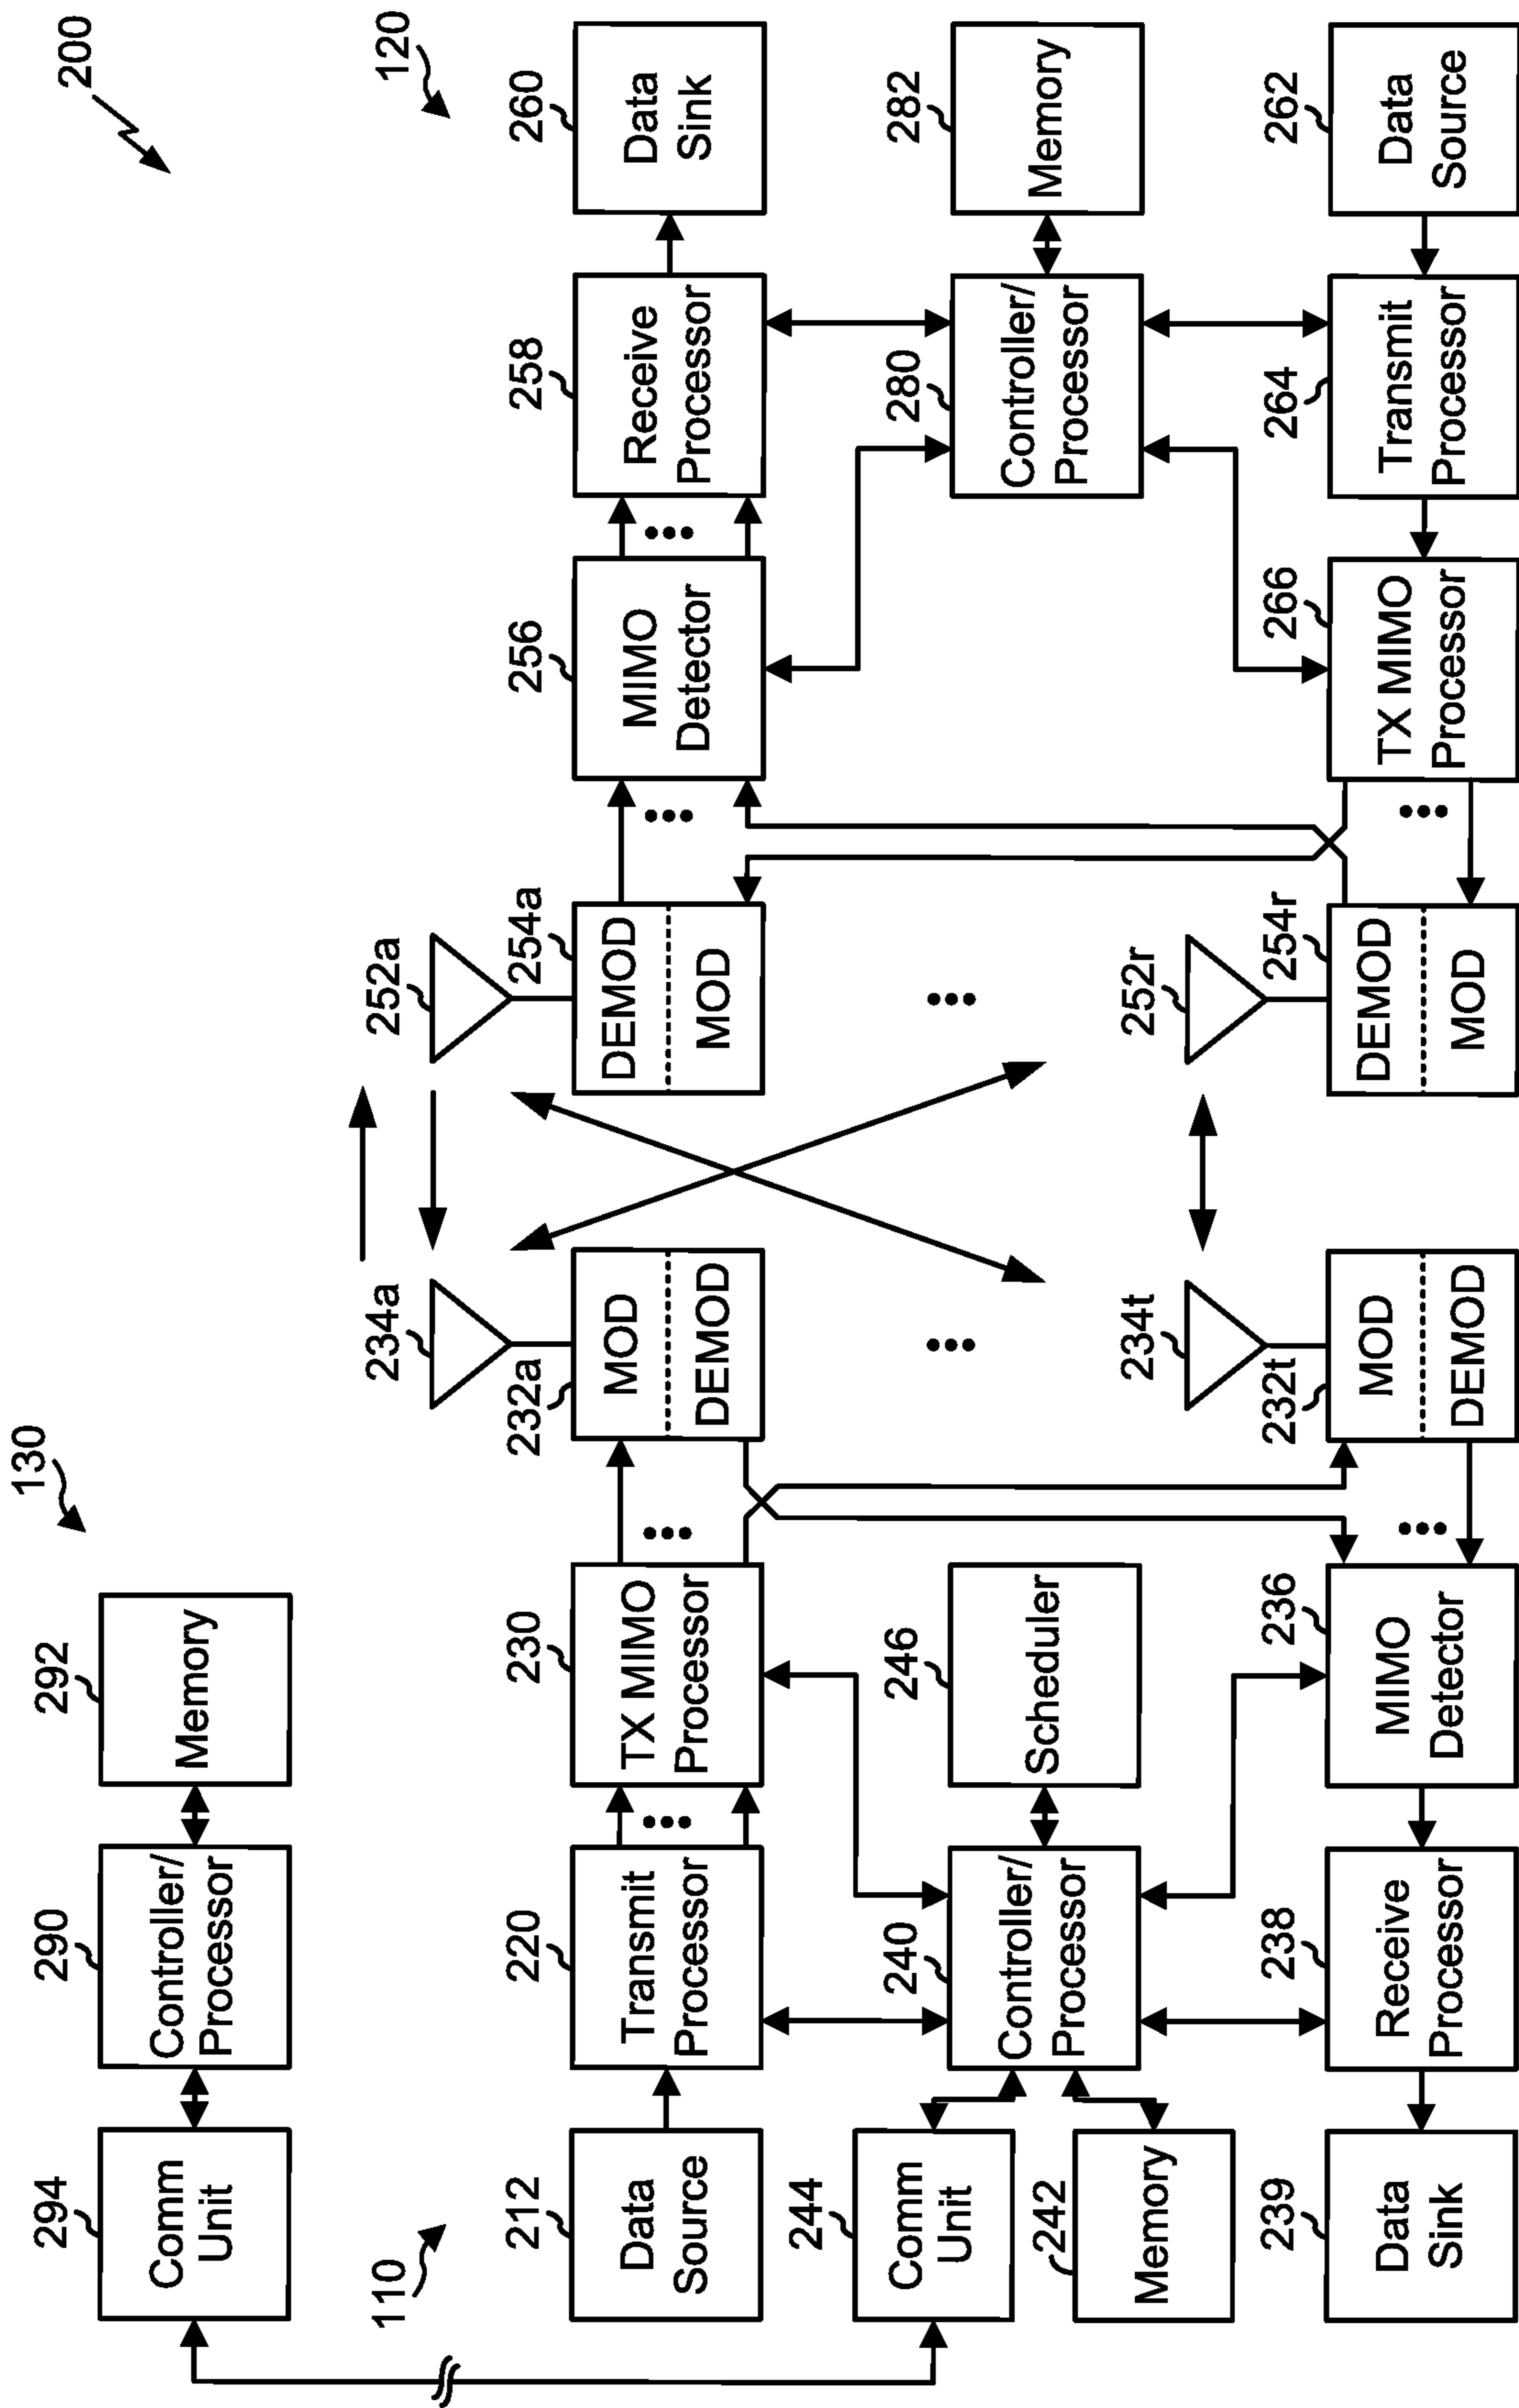 200
130
294
Comm
Unit
290
Controller/
Processor
292
Memory
110
120
212
Data
Source
220
Transmit
Processor
230
TX MIMO
Processor
232a
MOD
DEMOD
234a
252a
254a
DEMOD
MOD
256
MIMO
Detector
258
Receive
Processor
260
Data
Sink
244
Comm
Unit
242
Memory
240
Controller/
Processor
246
Scheduler
280
Controller/
Processor
282
Memory
239
Data
Sink
238
Receive
Processor
236
MIMO
Detector
232t
MOD
DEMOD
234t
252r
254r
DEMOD
MOD
266
TX MIMO
Processor
264
Transmit
Processor
262
Data
Source